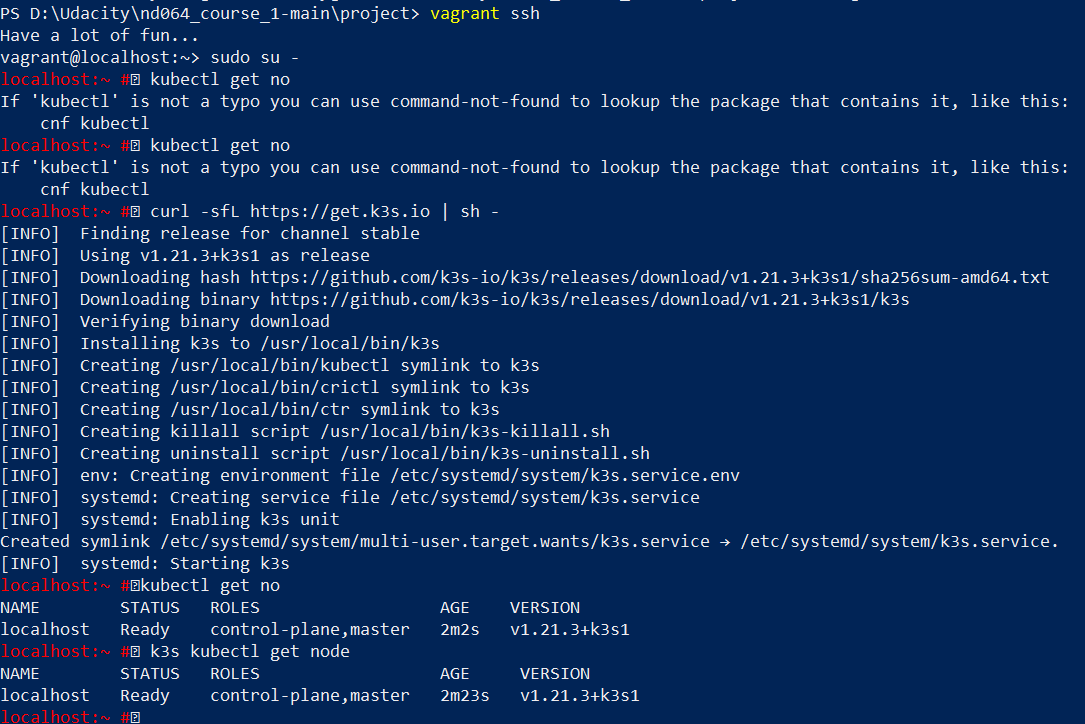 PS D:\Udacity\nd064_course_1-main\project> vagrant ssh
Have a lot of fun...
vagrant@localhost:~> sudo su -
localhost:~ # kubectl get no
If 'kubectl' is not a typo you can use command-not-found to lookup the package that contains it, like this:
    cnf kubectl
localhost:~ # kubectl get no
If 'kubectl' is not a typo you can use command-not-found to lookup the package that contains it, like this:
    cnf kubectl
localhost:~ # curl -sfL https://get.k3s.io | sh -
[INFO]  Finding release for channel stable
[INFO]  Using v1.21.3+k3s1 as release
[INFO]  Downloading hash https://github.com/k3s-io/k3s/releases/download/v1.21.3+k3s1/sha256sum-amd64.txt
[INFO]  Downloading binary https://github.com/k3s-io/k3s/releases/download/v1.21.3+k3s1/k3s
[INFO]  Verifying binary download
[INFO]  Installing k3s to /usr/local/bin/k3s
[INFO]  Creating /usr/local/bin/kubectl symlink to k3s
[INFO]  Creating /usr/local/bin/crictl symlink to k3s
[INFO]  Creating /usr/local/bin/ctr symlink to k3s
[INFO]  Creating killall script /usr/local/bin/k3s-killall.sh
[INFO]  Creating uninstall script /usr/local/bin/k3s-uninstall.sh
[INFO]  env: Creating environment file /etc/systemd/system/k3s.service.env
[INFO]  systemd: Creating service file /etc/systemd/system/k3s.service
[INFO]  systemd: Enabling k3s unit
Created symlink /etc/systemd/system/multi-user.target.wants/k3s.service → /etc/systemd/system/k3s.service.
[INFO]  systemd: Starting k3s
localhost:~ #kubectl get no
NAME        STATUS   ROLES                  AGE    VERSION
localhost   Ready    control-plane,master   2m2s   v1.21.3+k3s1
localhost:~ # k3s kubectl get node
NAME        STATUS   ROLES                  AGE     VERSION
localhost   Ready    control-plane,master   2m23s   v1.21.3+k3s1
localhost:~ #